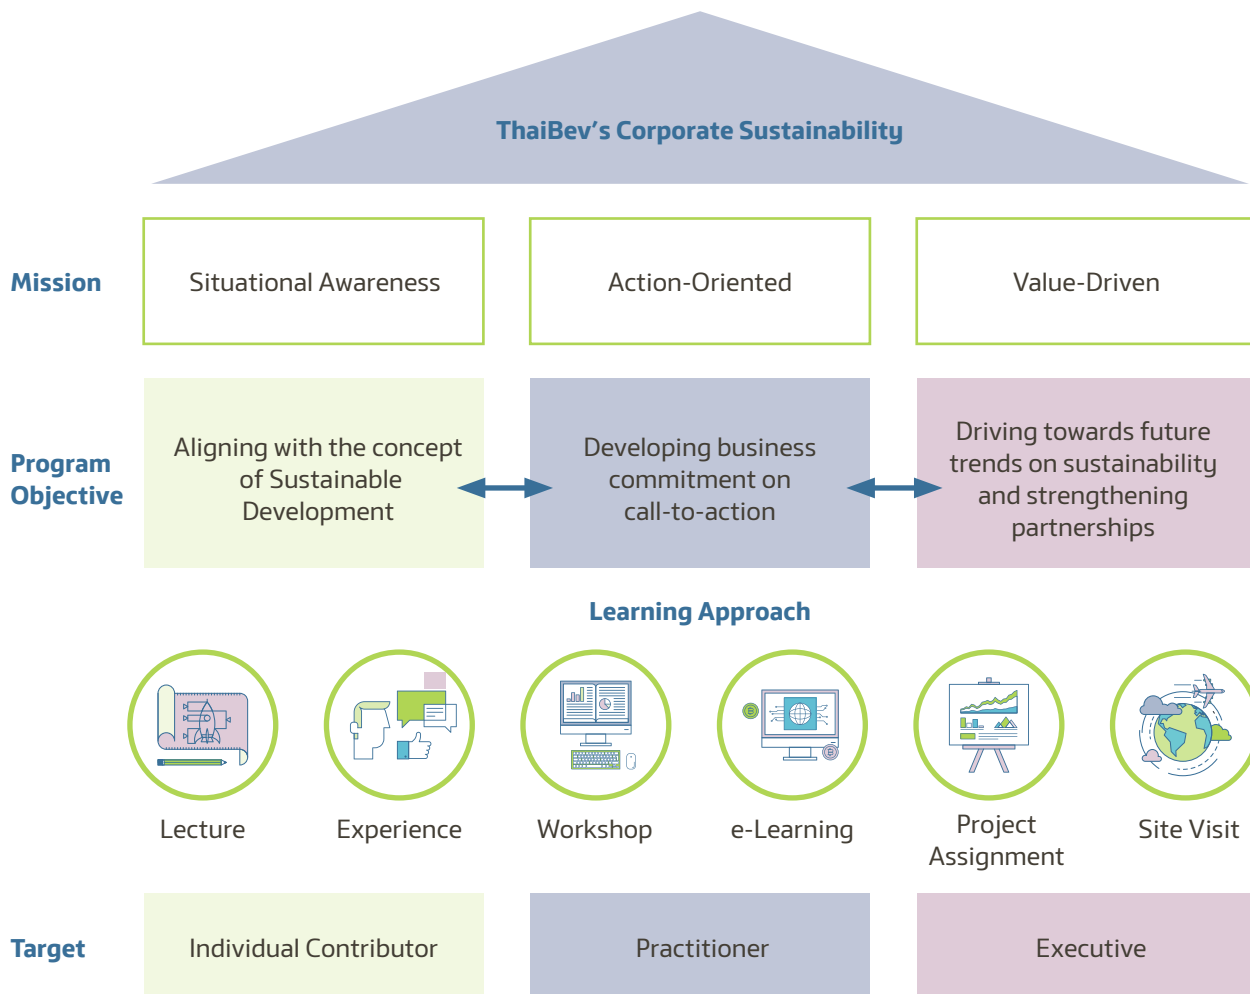 ThaiBev's Corporate Sustainability
Mission
Situational Awareness
Action-Oriented
Value-Driven
Program
Objective
Aligning with the concept
of Sustainable
Development
Developing business
commitment on
call-to-action
Driving towards future
trends on sustainability
and strengthening
partnerships
Learning Approach
Lecture
Experience
Workshop
e-Learning
Project
Assignment
Site Visit
Target
Individual Contributor
Practitioner
Executive